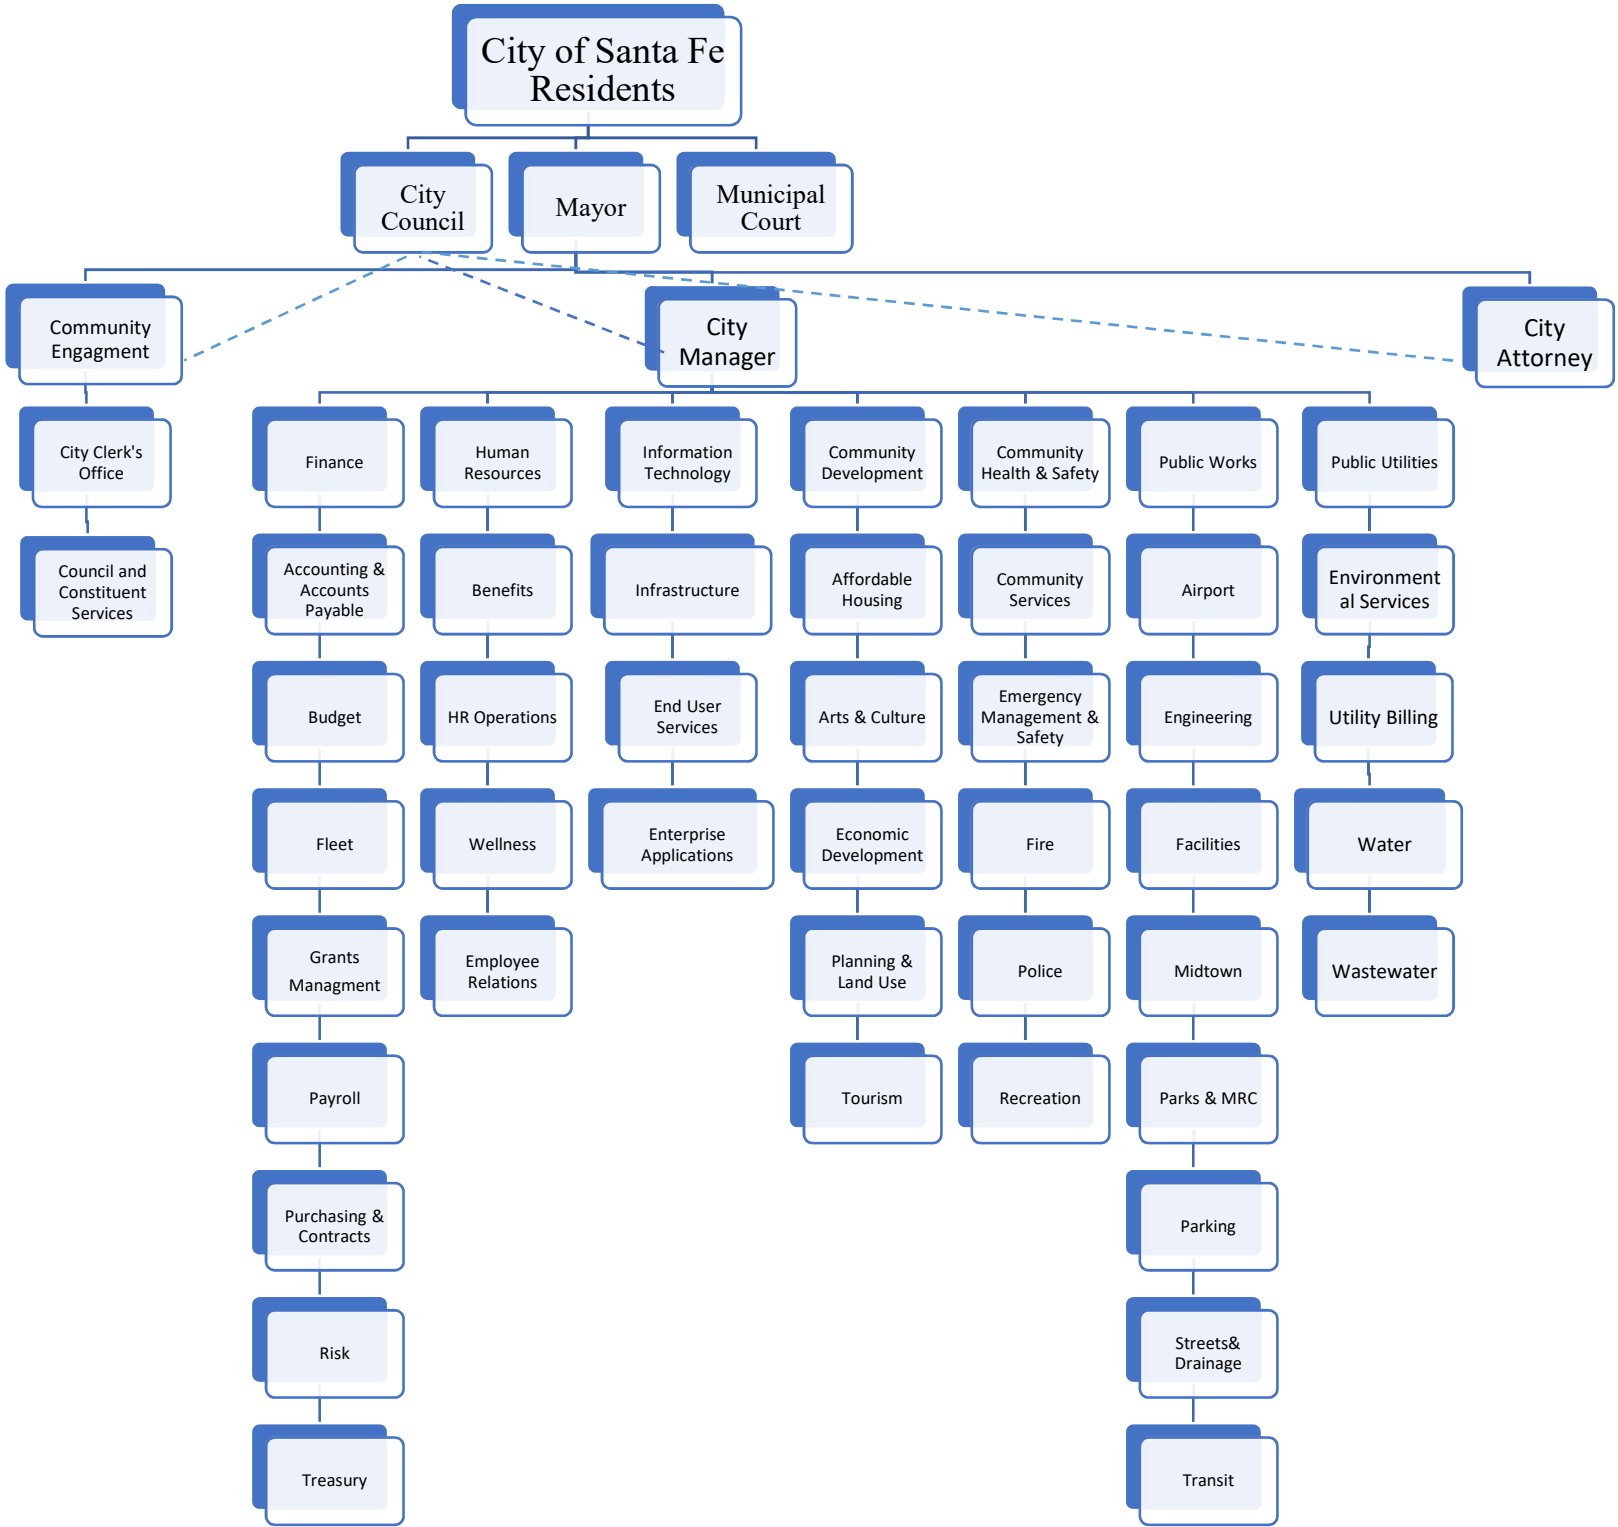 City of Santa Fe
Residents
City
Council
Mayor
Municipal
Court
Community
Engagment
City
Manager
City
Attorney
City Clerk's
Office
Council and
Constituent
Services
Finance
Accounting &
Accounts
Payable
Budget
Fleet
Grants
Managment
Payroll
Purchasing &
Contracts
Risk
Treasury
Human
Resources
Benefits
HR Operations
Wellness
Employee
Relations
Information
Technology
Infrastructure
End User
Services
Enterprise
Applications
Community
Development
Affordable
Housing
Arts & Culture
Economic
Development
Planning &
Land Use
Tourism
Community
Health & Safety
Community
Services
Emergency
Management &
Safety
Fire
Police
Recreation
Public Works
Airport
Engineering
Facilities
Midtown
Parks & MRC
Parking
Streets&
Drainage
Transit
Public Utilities
Environment
al Services
Utility Billing
Water
Wastewater